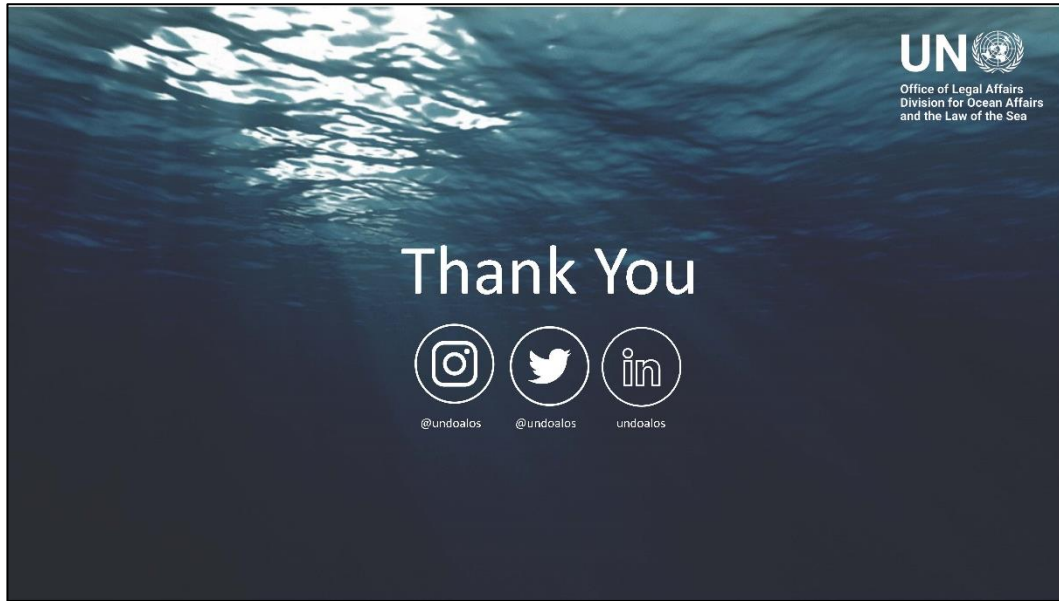 UN
Office of Legal Affairs
Division for Ocean Affairs
and the Law of the Sea
Thank You
in
@undoalos @undoalos undoalos